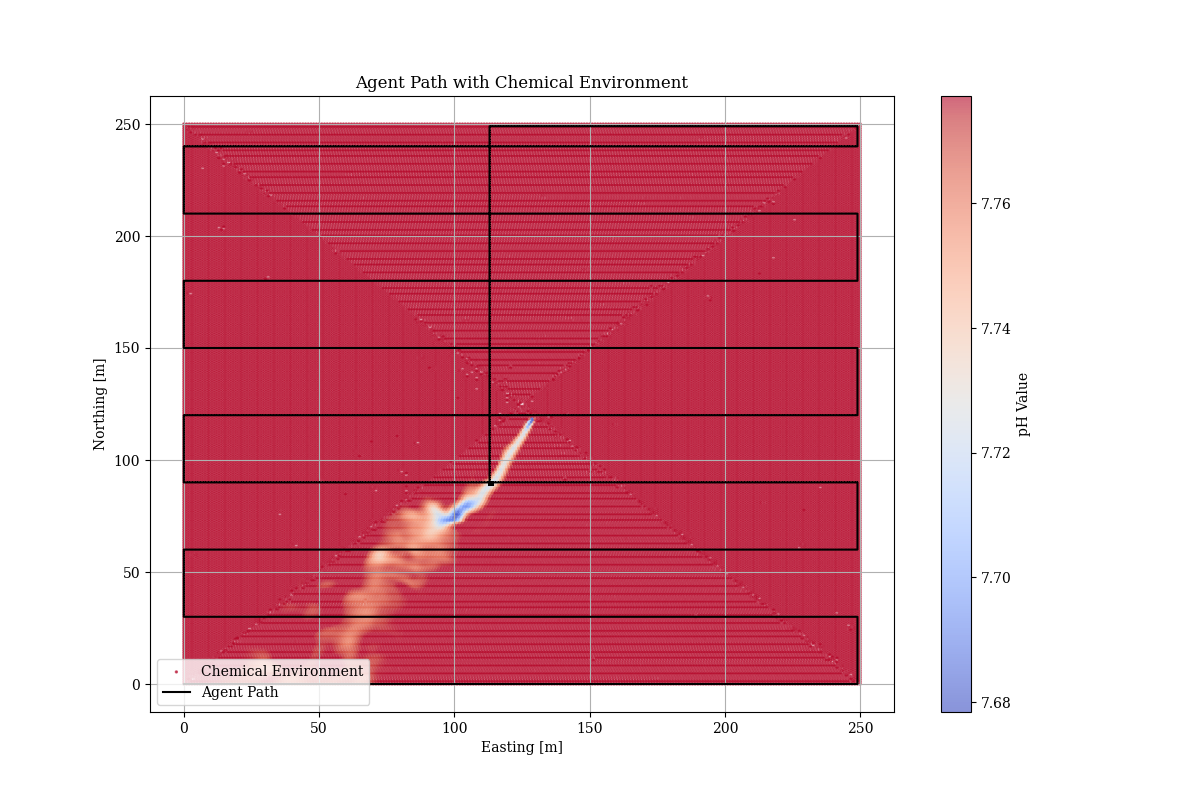 Agent Path with Chemical Environment
250
200
150
100
50
0
Northing [m]
Chemical Environment
Agent Path
0
50
100
150
200
250
Easting [m]
7.76
7.74
7.72
7.70
7.68
pH Value